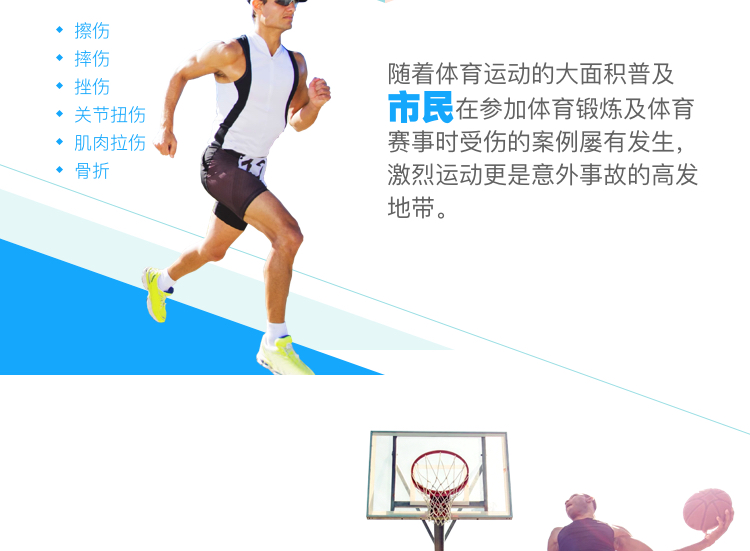 擦伤
摔伤
挫伤
关节扭伤
肌肉拉伤
骨折
随着体育运动的大面积普及
市民在参加体育锻炼及体育
赛事时受伤的案例屡有发生，
激烈运动更是意外事故的高发
地带。